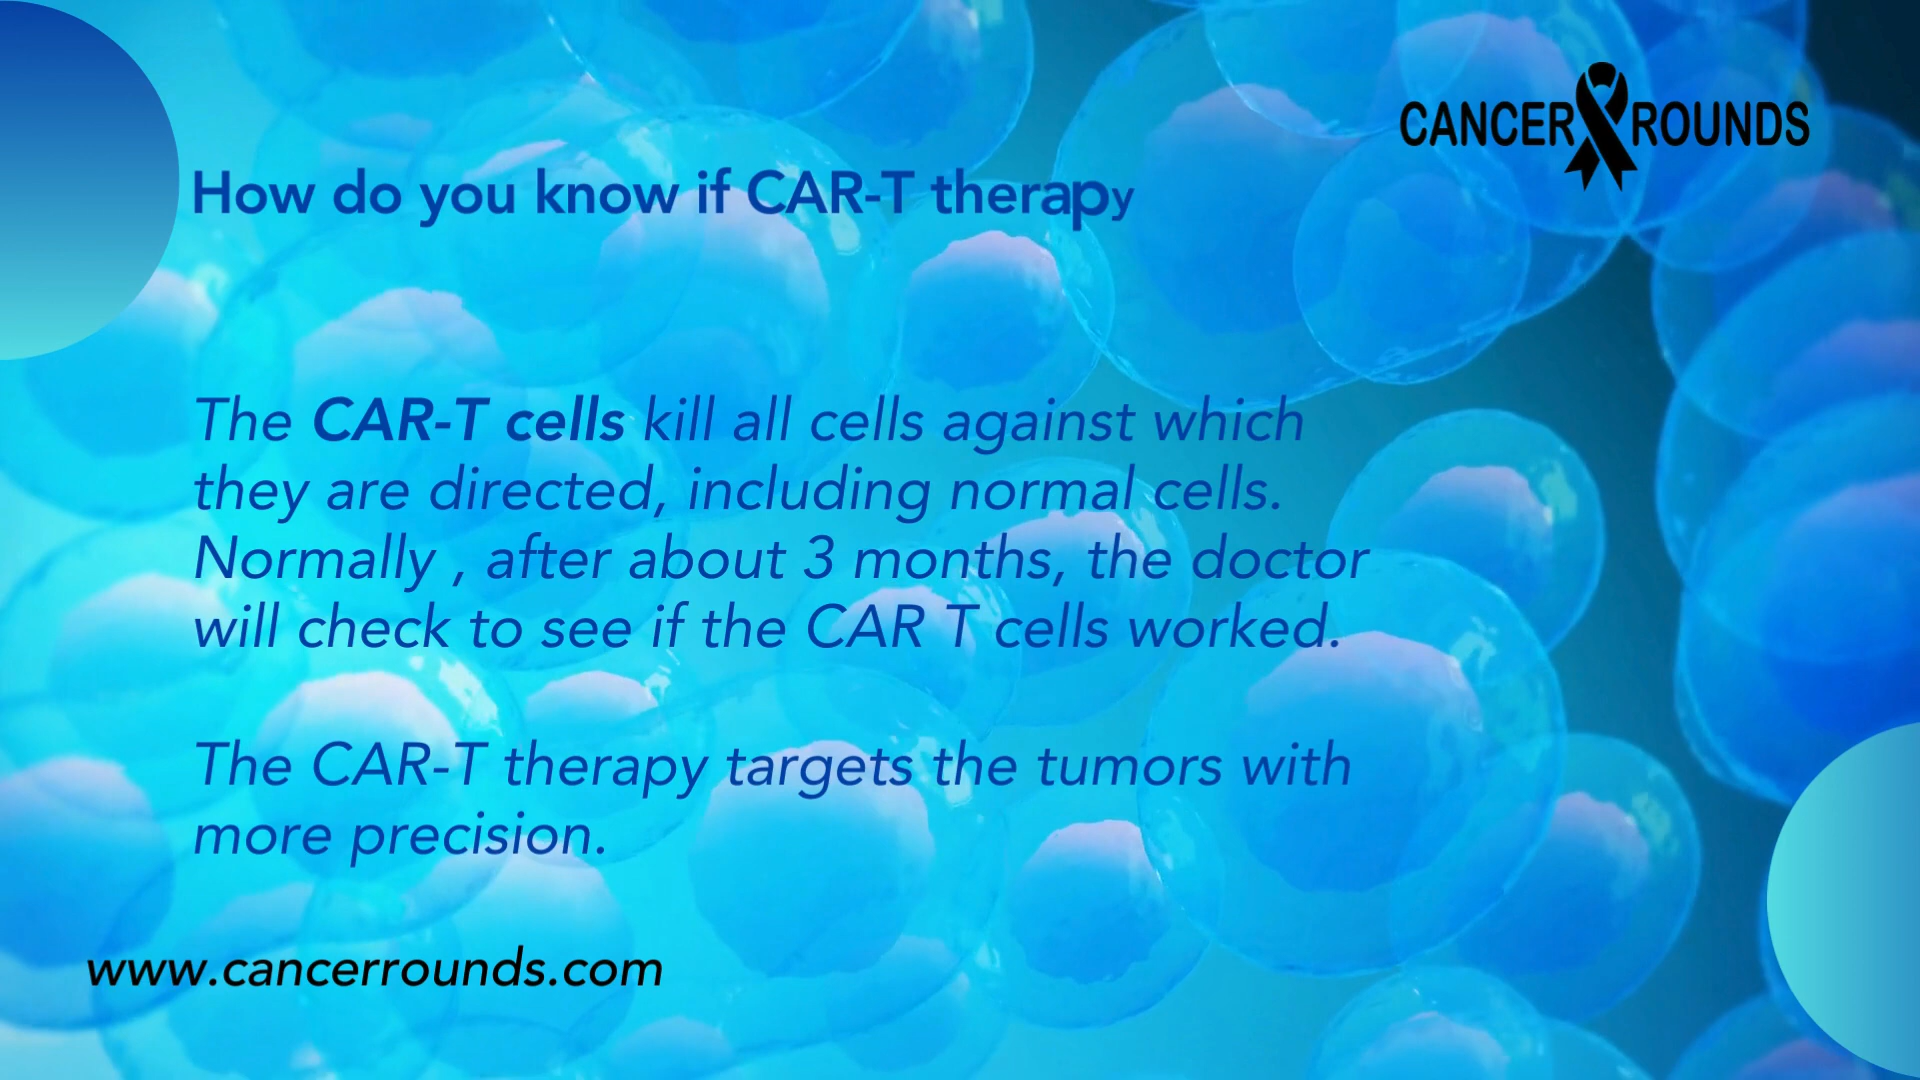 CANCER ROUNDS
How do you know if CAR-T therapy
The CAR-T cells kill all cells against which
they are directed, including normal cells.
Normally , after about 3 months, the doctor
will check to see if the CAR T cells worked.
The CAR-T therapy targets the tumors with
more precision.
www.cancerrounds.com